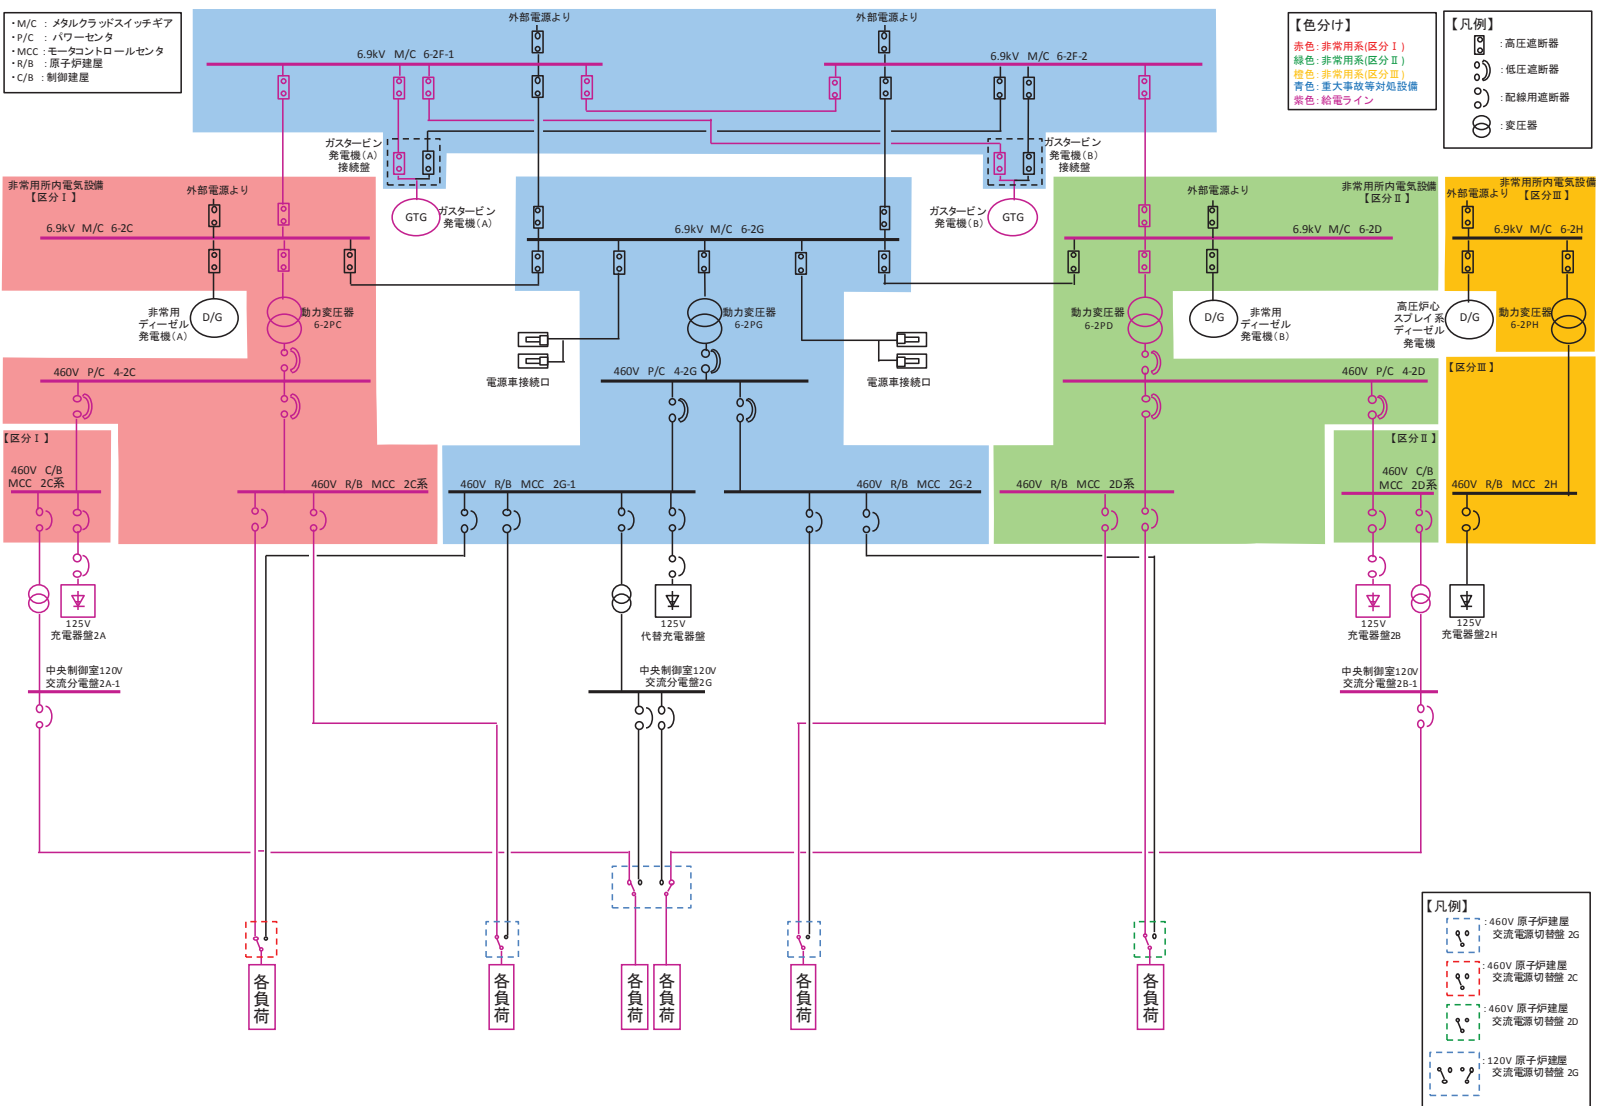 ・M/C ：メタルクラッドスイッチギア
・P/C ：パワーセンタ
・MCC：モータコントロールセンタ
・R/B ：原子炉建屋
・C/B ：制御建屋
外部電源より
外部電源より
6.9kV M/C 6-2F-1
6.9kV M/C 6-2F-2
【色分け】
赤色：非常用系(区分Ⅰ)
緑色：非常用系(区分Ⅱ)
橙色：非常用系(区分Ⅲ)
青色：重大事故等対処設備
紫色：給電ライン
【凡例】
：高圧遮断器
：低圧遮断器
：配線用遮断器
：変圧器
ガスタービン
発電機(A)
接続盤
ガスタービン
発電機(B)
接続盤
非常用所内電気設備
【区分Ⅰ】
外部電源より
6.9kV M/C 6-2C
GTG
ガスタービン
発電機(A)
6.9kV M/C 6-2G
ガスタービン
発電機(B)
GTG
外部電源より
非常用所内電気設備
【区分Ⅱ】
6.9kV M/C 6-2D
非常用所内電気設備
【区分Ⅲ】
外部電源より
6.9kV M/C 6-2H
非常用
ディーゼル
発電機(A)
D/G
動力変圧器
6-2PC
動力変圧器
6-2PG
動力変圧器
6-2PD
D/G
非常用
ディーゼル
発電機(B)
高圧炉心
スプレイ系
ディーゼル
発電機
D/G
動力変圧器
6-2PH
460V P/C 4-2C
電源車接続口
460V P/C 4-2G
電源車接続口
460V P/C 4-2D
【区分Ⅲ】
【区分Ⅰ】
460V C/B
MCC 2C系
460V R/B MCC 2C系
460V R/B MCC 2G-1
460V R/B MCC 2G-2
460V R/B MCC 2D系
【区分Ⅱ】
460V C/B
MCC 2D系
460V R/B MCC 2H
125V
充電器盤2A
125V
代替充電器盤
125V
充電器盤2B
125V
充電器盤2H
中央制御室120V
交流分電盤2A-1
中央制御室120V
交流分電盤2G
中央制御室120V
交流分電盤2B-1
各負荷
各負荷
各負荷
各負荷
各負荷
各負荷
【凡例】
：460V 原子炉建屋
交流電源切替盤 2G
：460V 原子炉建屋
交流電源切替盤 2C
：460V 原子炉建屋
交流電源切替盤 2D
：120V 原子炉建屋
交流電源切替盤 2G